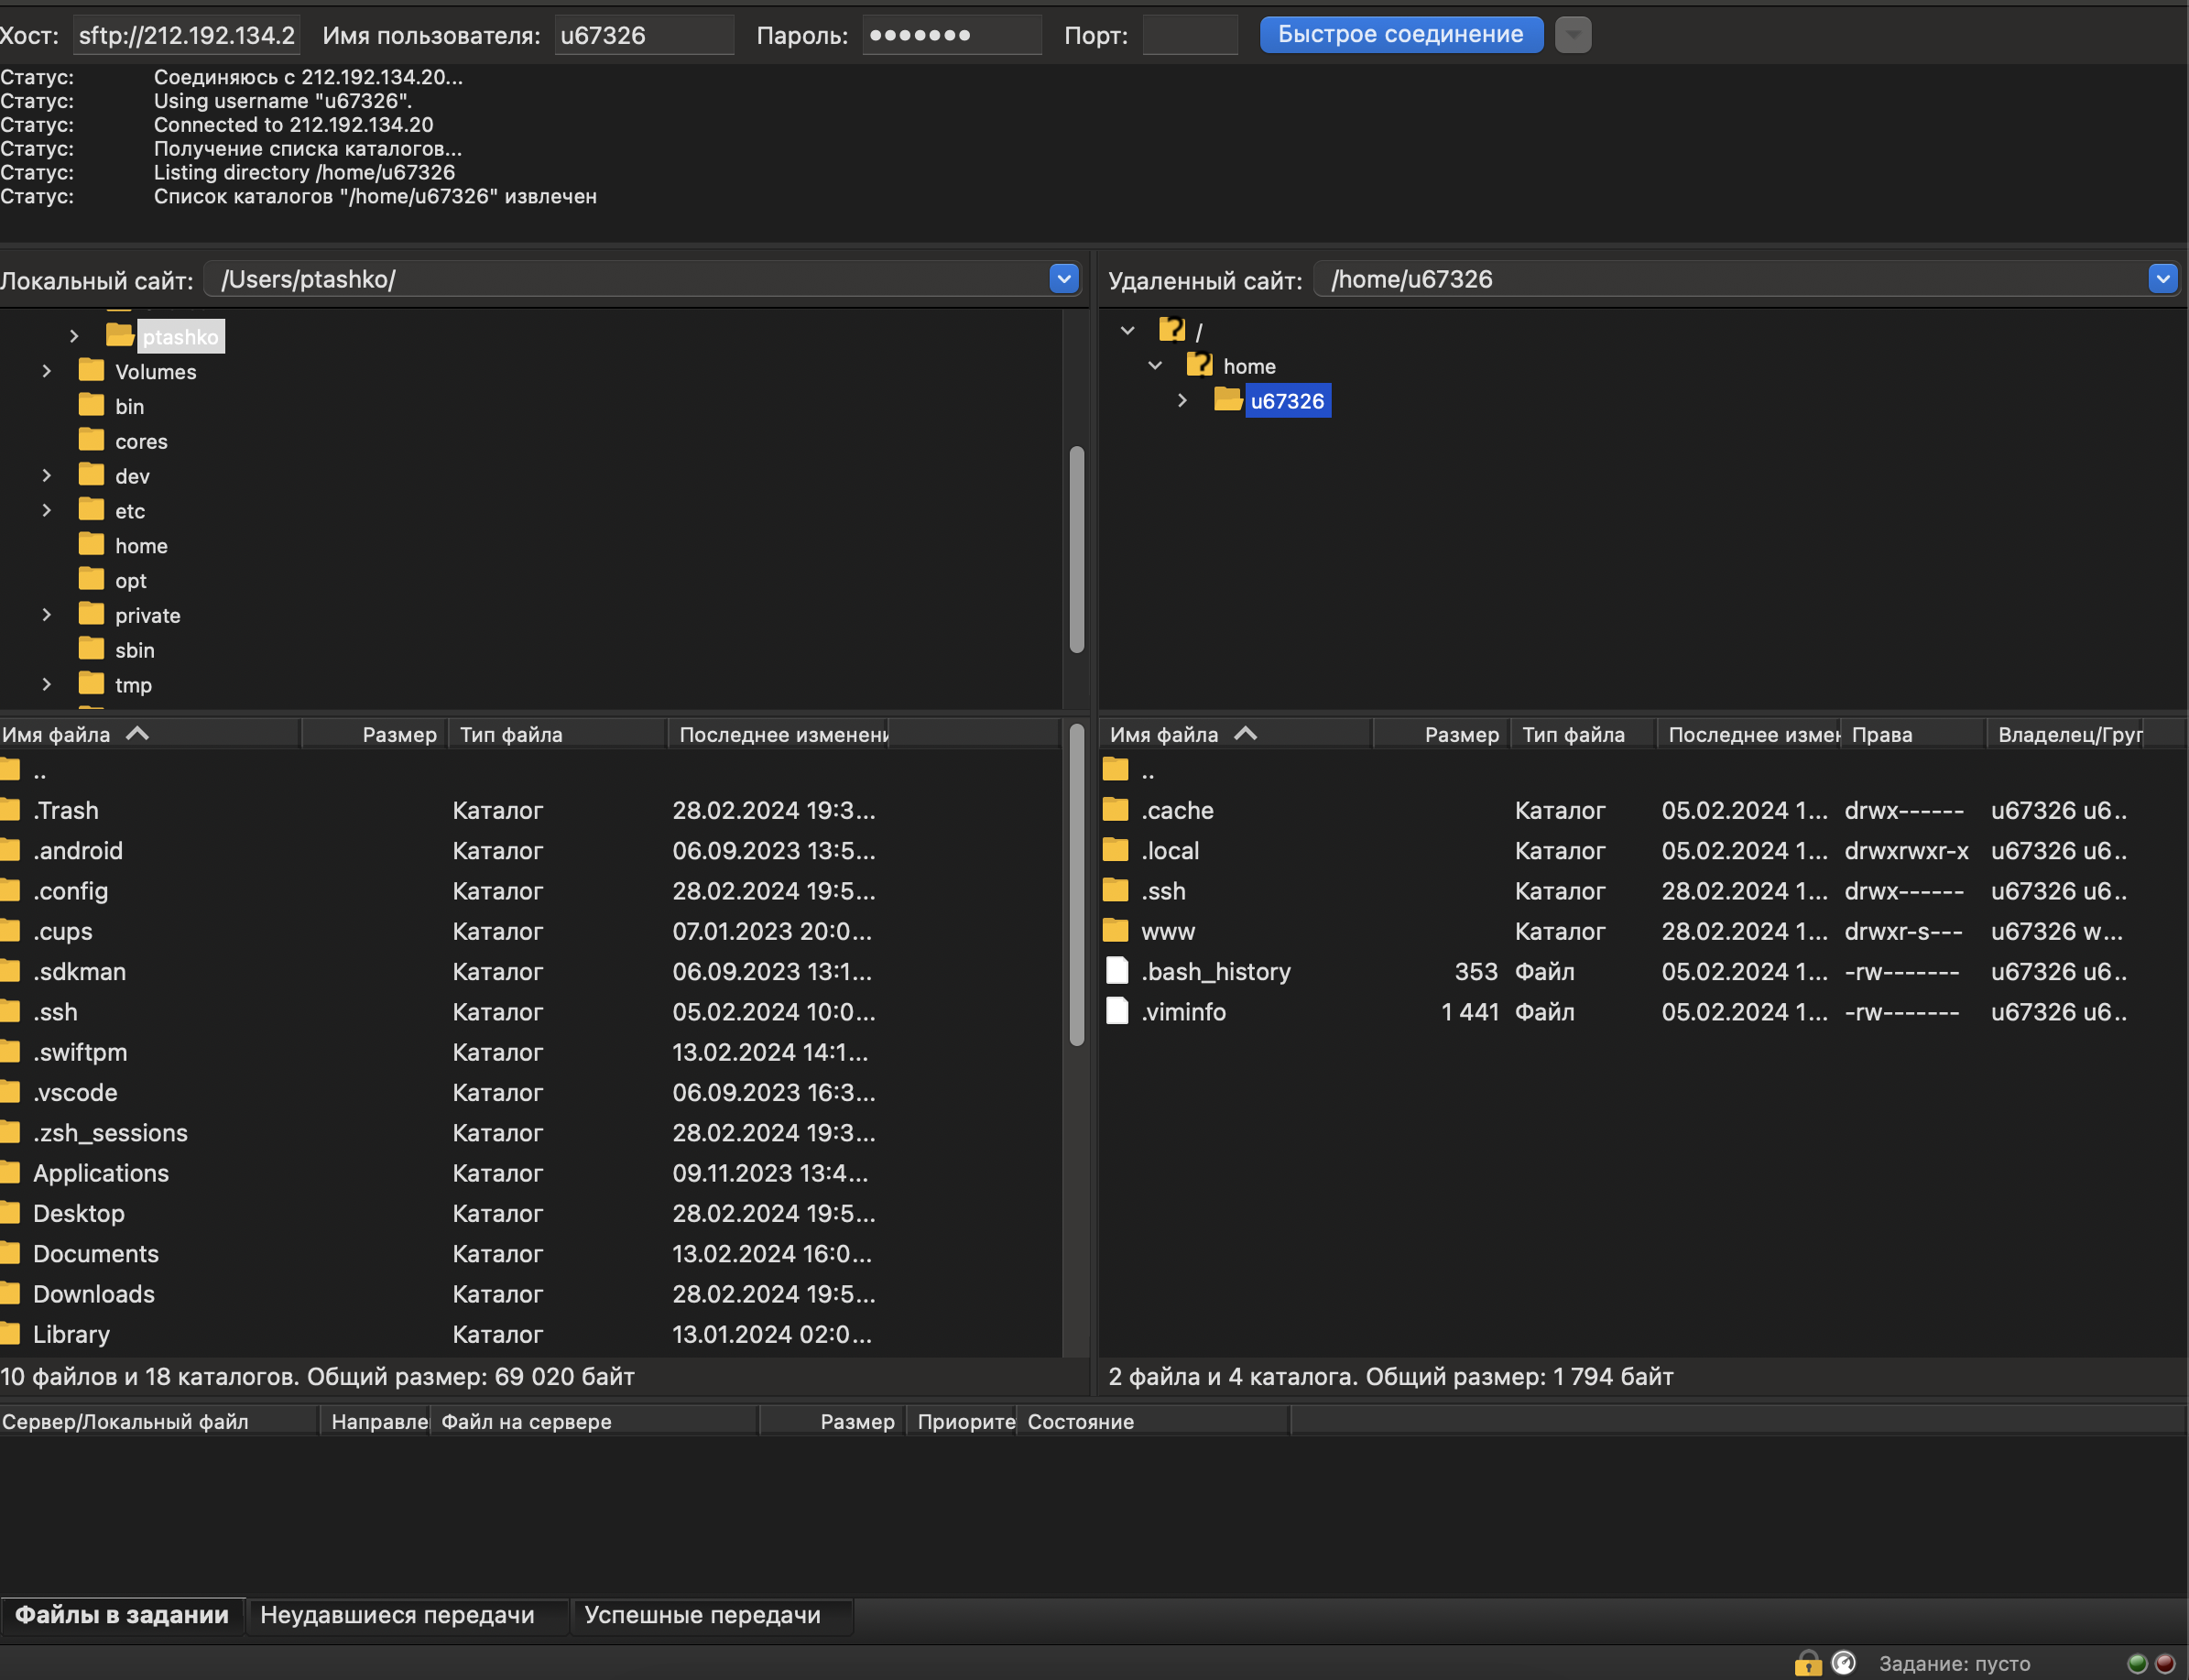 Хост: sftp://212.192.134.2 Имя пользователя: u67326 Пароль: ●●●●●●● Порт: Быстрое соединение
Статус: Соединяюсь с 212.192.134.20...
Статус: Using username "u67326".
Статус: Connected to 212.192.134.20
Статус: Получение списка каталогов...
Статус: Listing directory /home/u67326
Статус: Список каталогов "/home/u67326" извлечен
Локальный сайт: /Users/ptashko/
ptashko
Volumes
bin
cores
dev
etc
home
opt
private
sbin
tmp
Имя файла Размер Тип файла Последнее изменени
..
.Trash Каталог 28.02.2024 19:3...
.android Каталог 06.09.2023 13:5...
.config Каталог 28.02.2024 19:5...
.cups Каталог 07.01.2023 20:0...
.sdkman Каталог 06.09.2023 13:1...
.ssh Каталог 05.02.2024 10:0...
.swiftpm Каталог 13.02.2024 14:1...
.vscode Каталог 06.09.2023 16:3...
.zsh_sessions Каталог 28.02.2024 19:3...
Applications Каталог 09.11.2023 13:4...
Desktop Каталог 28.02.2024 19:5...
Documents Каталог 13.02.2024 16:0...
Downloads Каталог 28.02.2024 19:5...
Library Каталог 13.01.2024 02:0...
10 файлов и 18 каталогов. Общий размер: 69 020 байт
Удаленный сайт: /home/u67326
/
home
u67326
Имя файла Размер Тип файла Последнее измен Права Владелец/Груп
..
.cache Каталог 05.02.2024 1... drwx------ u67326 u6..
.local Каталог 05.02.2024 1... drwxrwxr-x u67326 u6..
.ssh Каталог 28.02.2024 1... drwx------ u67326 u6..
www Каталог 28.02.2024 1... drwxr-s--- u67326 w...
.bash_history 353 Файл 05.02.2024 1... -rw------- u67326 u6..
.viminfo 1 441 Файл 05.02.2024 1... -rw------- u67326 u6..
2 файла и 4 каталога. Общий размер: 1 794 байт
Сервер/Локальный файл Направле Файл на сервере Размер Приорите Состояние
Файлы в задании Неудавшиеся передачи Успешные передачи
Задание: пусто